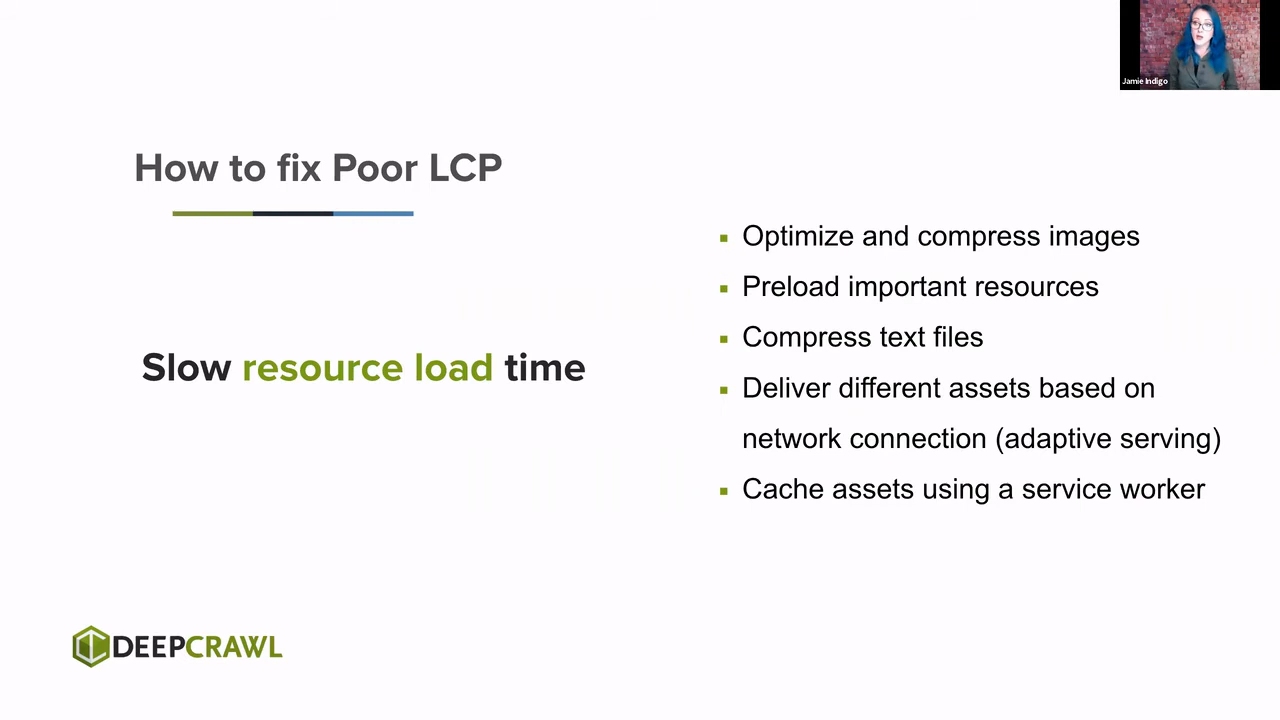 Jamie Indigo
How to fix Poor LCP
Slow resource load time
Optimize and compress images
Preload important resources
Compress text files
Deliver different assets based on
network connection (adaptive serving)
Cache assets using a service worker
DEEPCRAWL